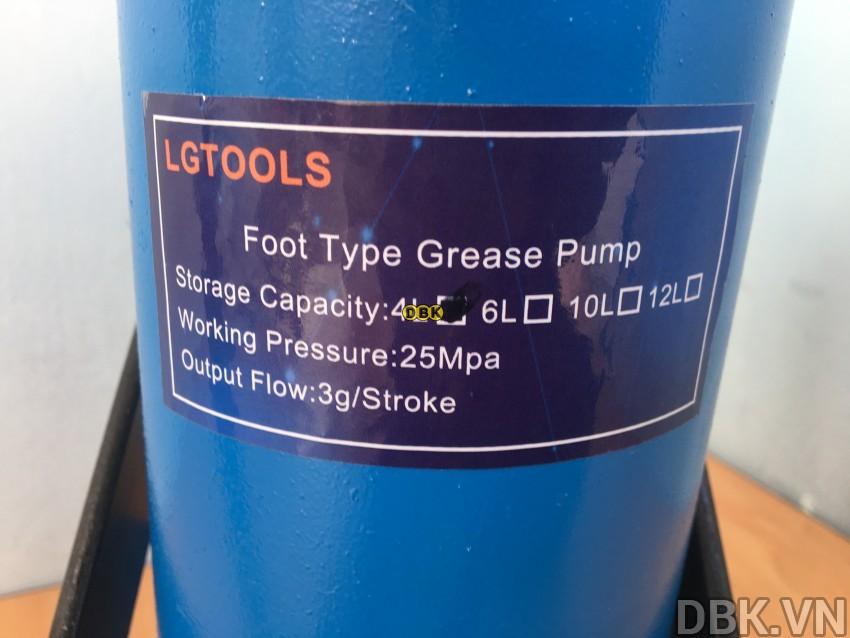 LGTOOLS
Foot Type Grease Pump
Storage Capacity:4L☐ 6L☐ 10L☐ 12L☐
DBK
Working Pressure:25Mpa
Output Flow:3g/Stroke
DBK.VN